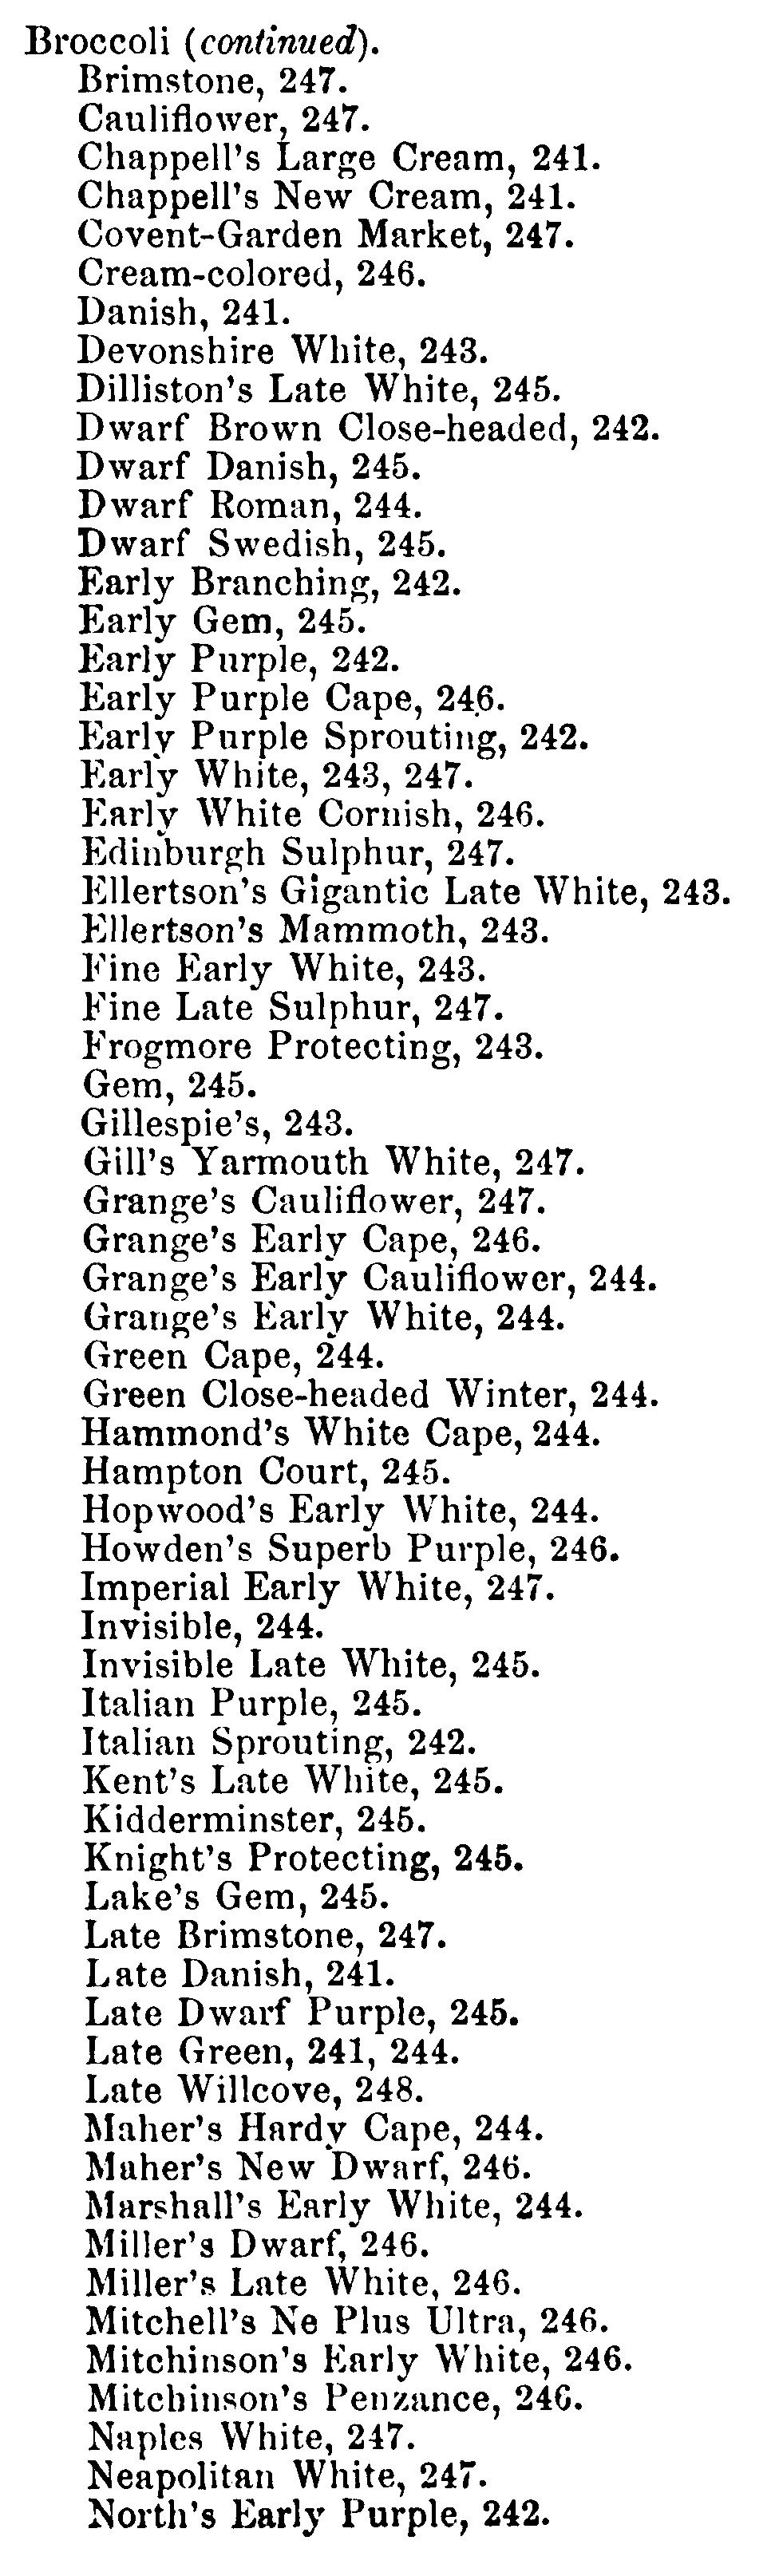 Broccoli (continued).
Brimstone, 247.
Cauliflower, 247.
Chappell's Large Cream, 241.
Chappell's New Cream, 241.
Covent-Garden Market, 247.
Cream-colored, 246.
Danish, 241.
Devonshire White, 243.
Dilliston's Late White, 245.
Dwarf Brown Close-headed, 242.
Dwarf Danish, 245.
Dwarf Roman, 244.
Dwarf Swedish, 245.
Early Branching, 242.
Early Gem, 245.
Early Purple, 242.
Early Purple Cape, 246.
Early Purple Sprouting, 242.
Early White, 243, 247.
Early White Cornish, 246.
Edinburgh Sulphur, 247.
Ellertson's Gigantic Late White, 243.
Ellertson's Mammoth, 243.
Fine Early White, 243.
Fine Late Sulphur, 247.
Frogmore Protecting, 243.
Gem, 245.
Gillespie's, 243.
Gill's Yarmouth White, 247.
Grange's Cauliflower, 247.
Grange's Early Cape, 246.
Grange's Early Cauliflower, 244.
Grange's Early White, 244.
Green Cape, 244.
Green Close-headed Winter, 244.
Hammond's White Cape, 244.
Hampton Court, 245.
Hopwood's Early White, 244.
Howden's Superb Purple, 246.
Imperial Early White, 247.
Invisible, 244.
Invisible Late White, 245.
Italian Purple, 245.
Italian Sprouting, 242.
Kent's Late White, 245.
Kidderminster, 245.
Knight's Protecting, 245.
Lake's Gem, 245.
Late Brimstone, 247.
Late Danish, 241.
Late Dwarf Purple, 245.
Late Green, 241, 244.
Late Willcove, 248.
Maher's Hardy Cape, 244.
Maher's New Dwarf, 246.
Marshall's Early White, 244.
Miller's Dwarf, 246.
Miller's Late White, 246.
Mitchell's Ne Plus Ultra, 246.
Mitchinson's Early White, 246.
Mitchinson's Penzance, 246.
Naples White, 247.
Neapolitan White, 247.
North's Early Purple, 242.